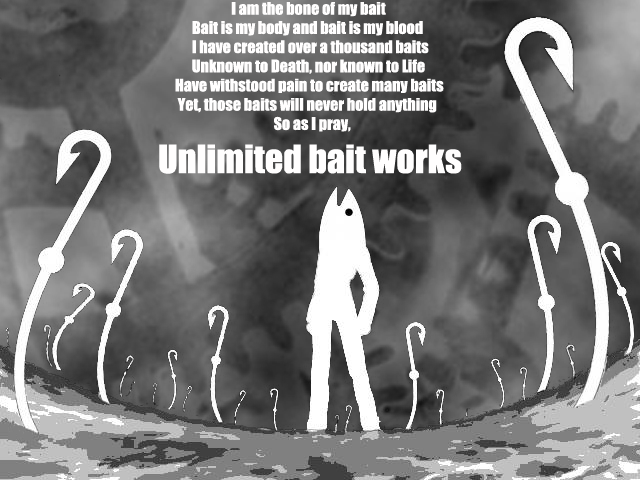 I am the bone of my bait
Bait is my body and bait is my blood
I have created over a thousand baits
Unknown to Death, nor known to Life
Have withstood pain to create many baits
Yet, those baits will never hold anything
So as I pray,
Unlimited bait works